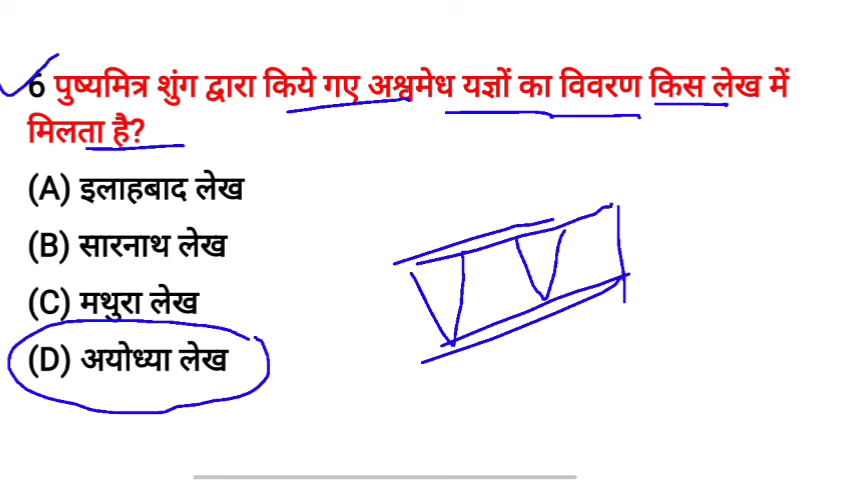 6 पुष्यमित्र शुंग द्वारा किये गए अश्वमेध यज्ञों का विवरण किस लेख में
मिलता है?
(A) इलाहबाद लेख
(B) सारनाथ लेख
(C) मथुरा लेख
(D) अयोध्या लेख